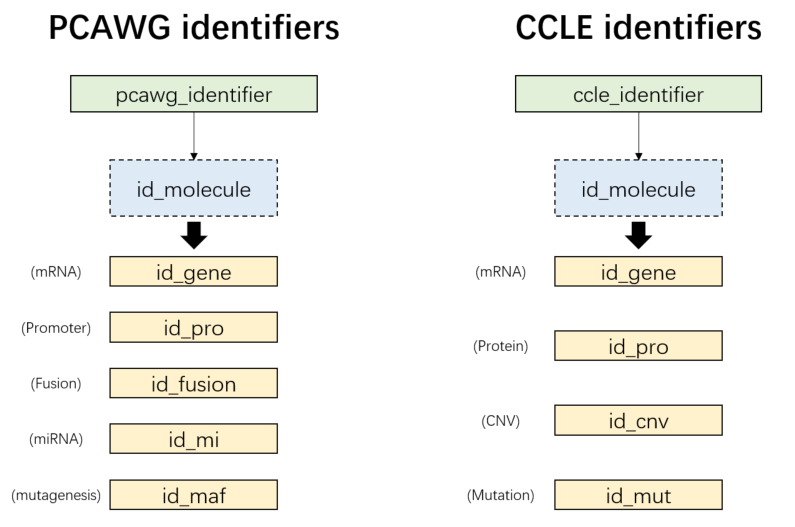 PCAWG identifiers
pcawg_identifier
id_molecule
(mRNA) id_gene
(Promoter) id_pro
(Fusion) id_fusion
(miRNA) id_mi
(mutagenesis) id_maf
CCLE identifiers
ccle_identifier
id_molecule
(mRNA) id_gene
(Protein) id_pro
(CNV) id_cnv
(Mutation) id_mut